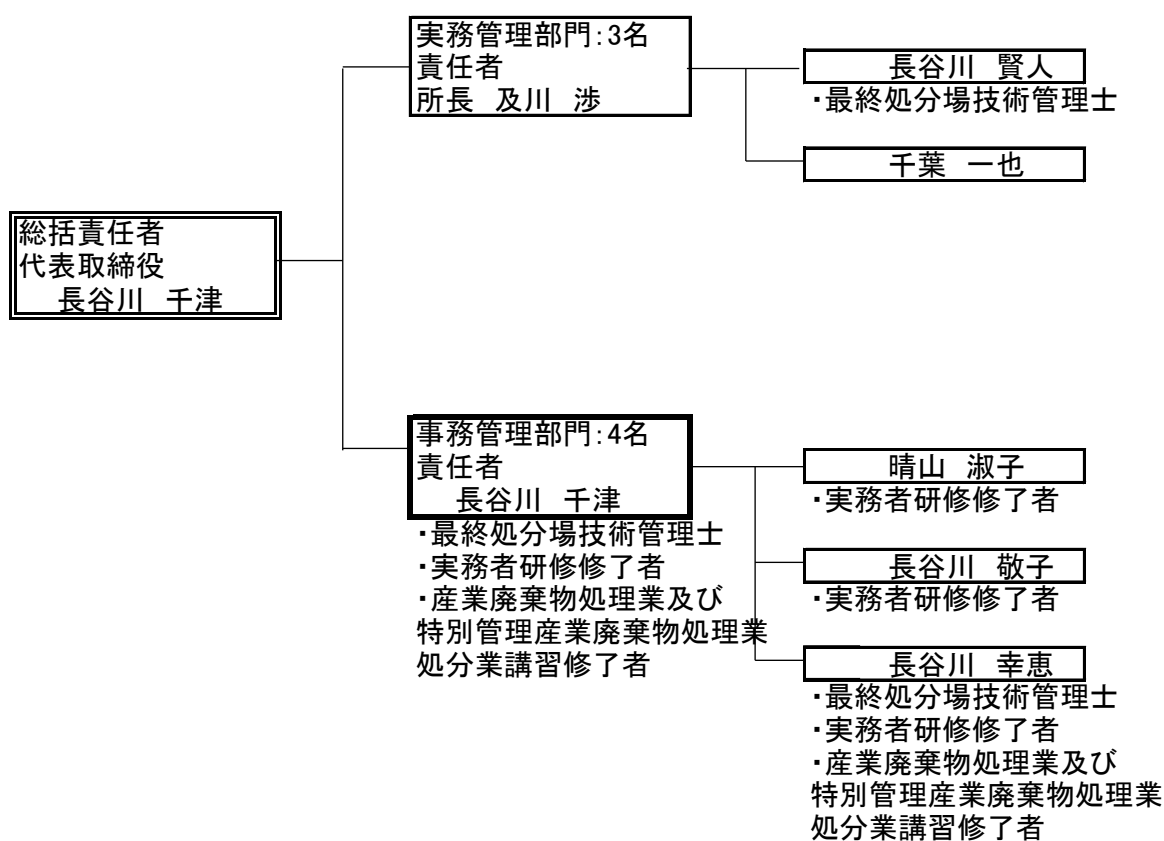 総括責任者
代表取締役
長谷川　千津
実務管理部門:3名
責任者
所長　及川　渉
長谷川　賢人
・最終処分場技術管理士
千葉　一也
事務管理部門:4名
責任者
長谷川　千津
・最終処分場技術管理士
・実務者研修修了者
・産業廃棄物処理業及び
特別管理産業廃棄物処理業
処分業講習修了者
晴山　淑子
・実務者研修修了者
長谷川　敬子
・実務者研修修了者
長谷川　幸恵
・最終処分場技術管理士
・実務者研修修了者
・産業廃棄物処理業及び
特別管理産業廃棄物処理業
処分業講習修了者